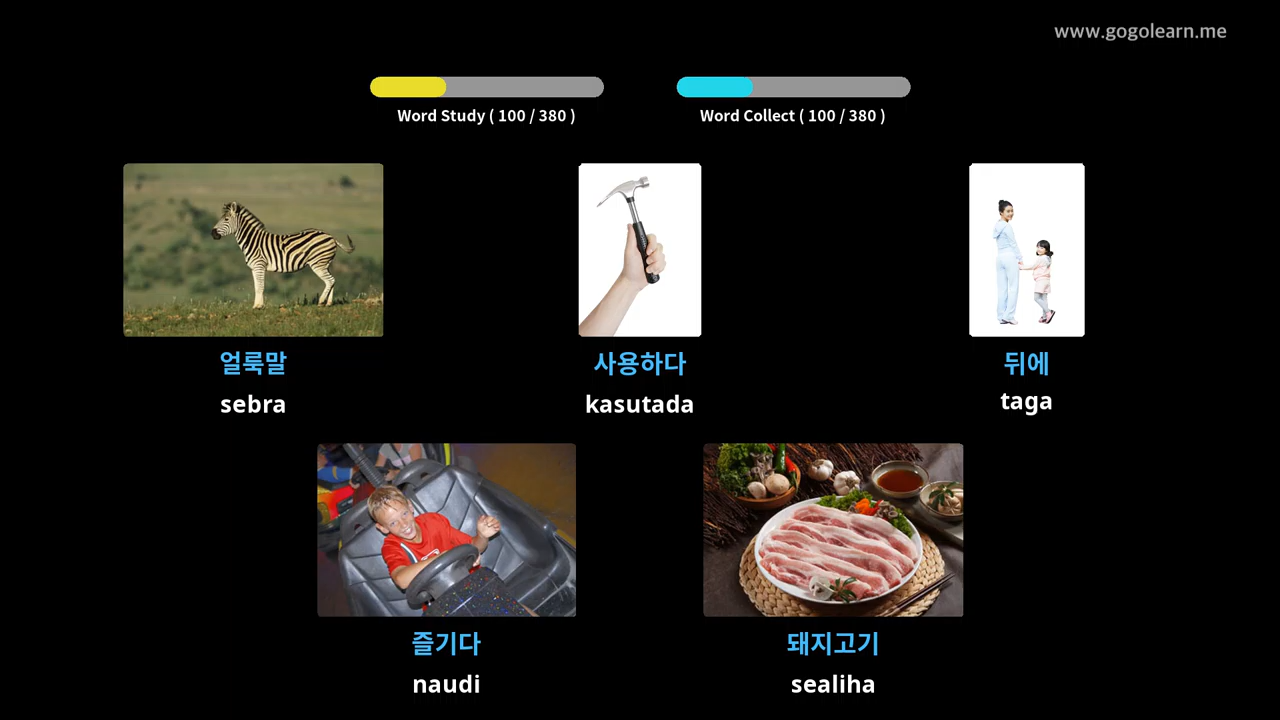 www.gogolearn.me
Word Study ( 100 / 380 )
Word Collect ( 100 / 380 )
얼룩말
sebra
사용하다
kasutada
뒤에
taga
즐기다
naudi
돼지고기
sealiha